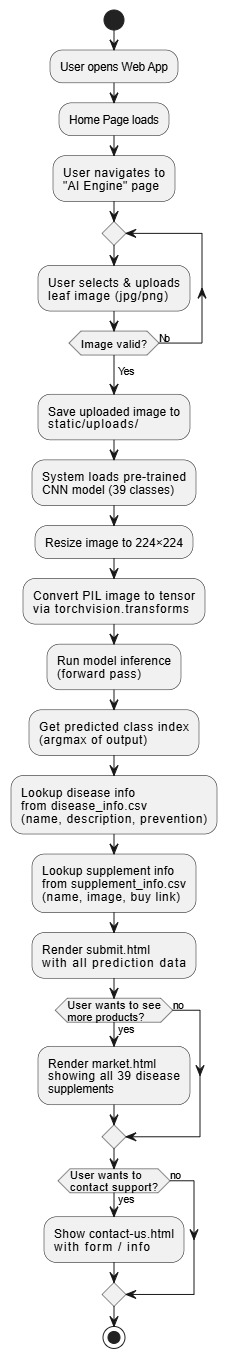 User opens Web App
Home Page loads
User navigates to
"AI Engine" page
User selects & uploads
leaf image (jpg/png)
Image valid?
No
Yes
Save uploaded image to
static/uploads/
System loads pre-trained
CNN model (39 classes)
Resize image to 224×224
Convert PIL image to tensor
via torchvision.transforms
Run model inference
(forward pass)
Get predicted class index
(argmax of output)
Lookup disease info
from disease_info.csv
(name, description, prevention)
Lookup supplement info
from supplement_info.csv
(name, image, buy link)
Render submit.html
with all prediction data
User wants to see
more products?
no
yes
Render market.html
showing all 39 disease
supplements
User wants to
contact support?
no
yes
Show contact-us.html
with form / info